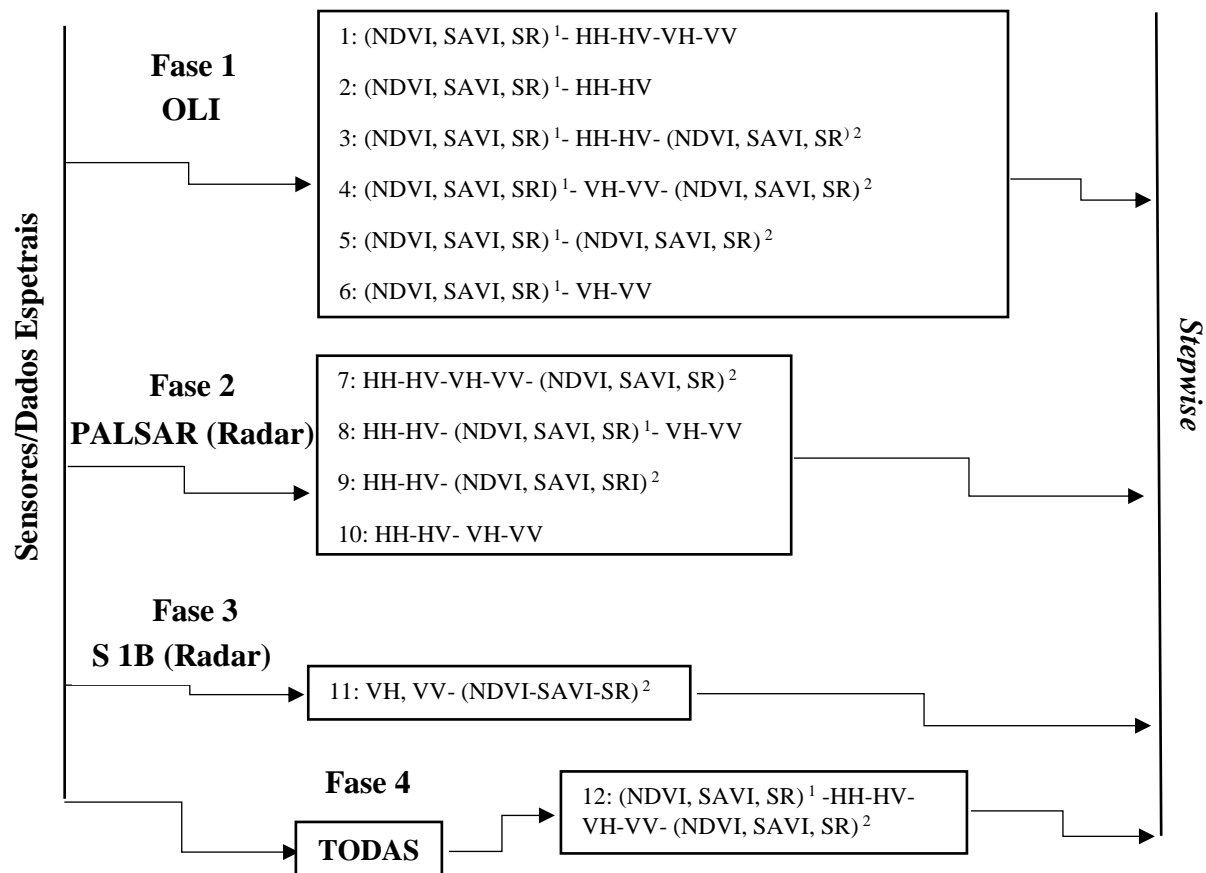 Sensores/Dados Espetrais
Fase 1
OLI
1: (NDVI, SAVI, SR) ¹- HH-HV-VH-VV
2: (NDVI, SAVI, SR) ¹- HH-HV
3: (NDVI, SAVI, SR) ¹- HH-HV- (NDVI, SAVI, SR⁾ ²
4: (NDVI, SAVI, SRI) ¹- VH-VV- (NDVI, SAVI, SR) ²
5: (NDVI, SAVI, SR) ¹- (NDVI, SAVI, SR) ²
6: (NDVI, SAVI, SR) ¹- VH-VV
Fase 2
PALSAR (Radar)
7: HH-HV-VH-VV- (NDVI, SAVI, SR) ²
8: HH-HV- (NDVI, SAVI, SR) ¹- VH-VV
9: HH-HV- (NDVI, SAVI, SRI) ²
10: HH-HV- VH-VV
Fase 3
S 1B (Radar)
11: VH, VV- (NDVI-SAVI-SR) ²
Fase 4
TODAS
12: (NDVI, SAVI, SR) ¹ -HH-HV-
VH-VV- (NDVI, SAVI, SR) ²
Stepwise